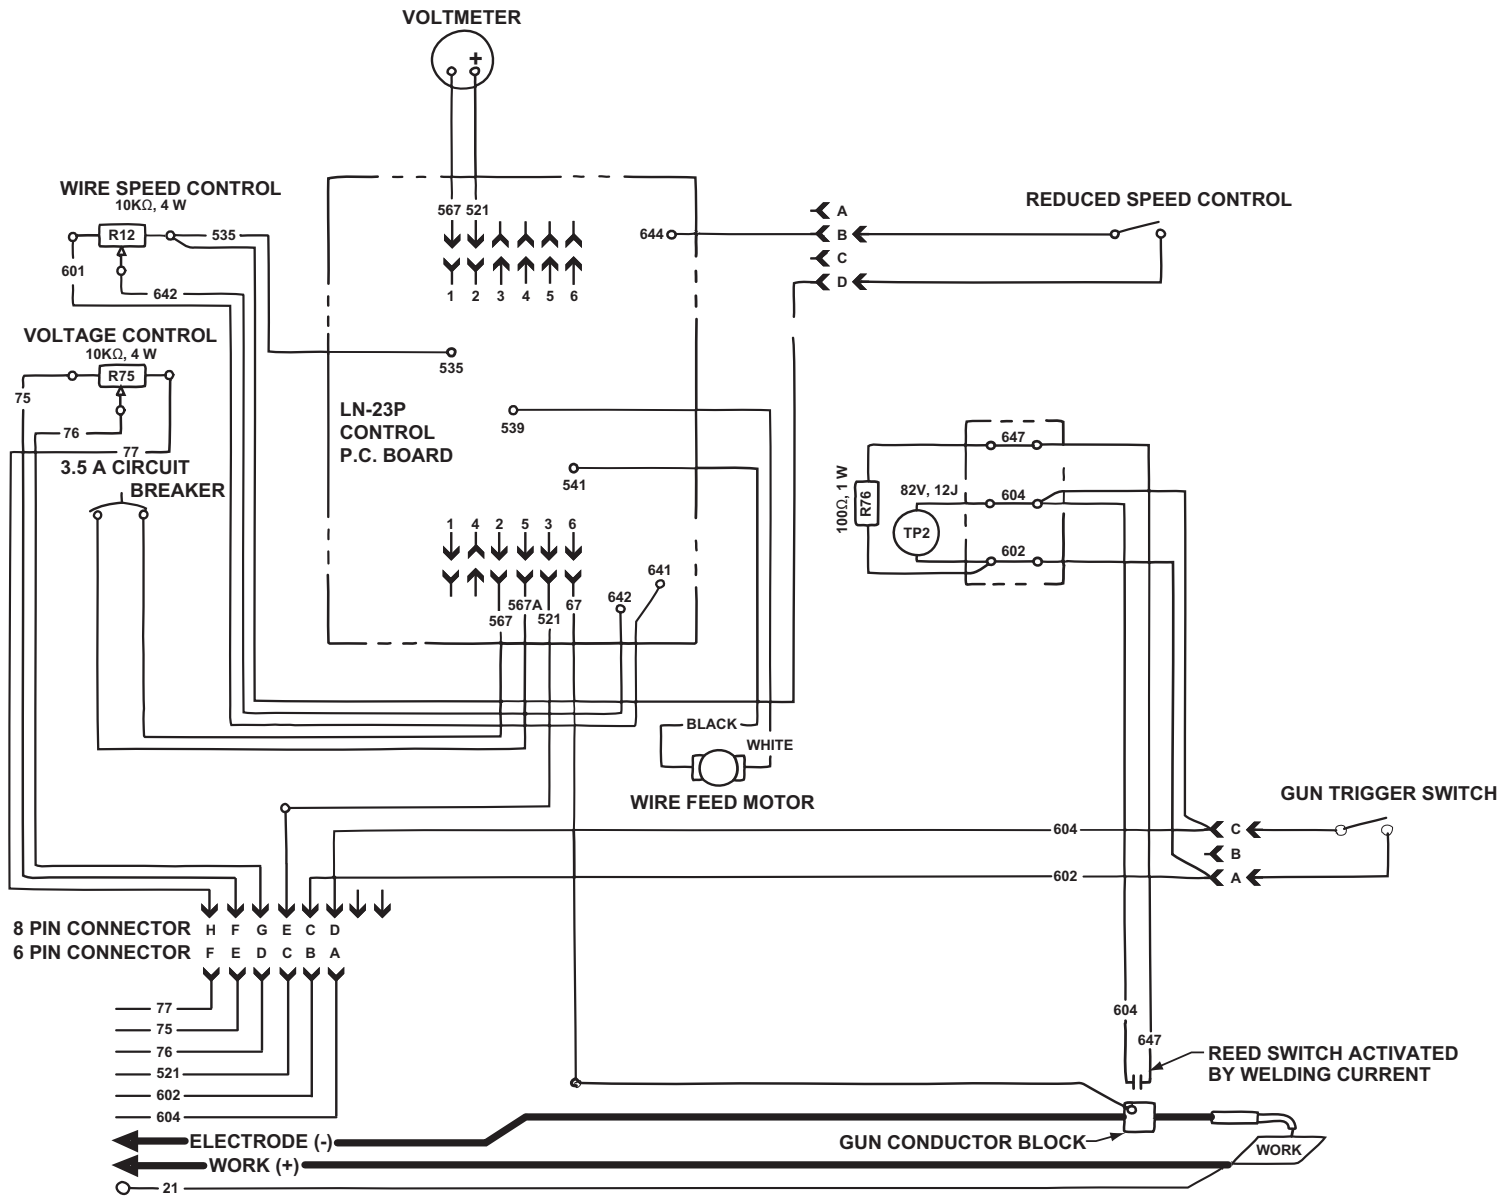 VOLTMETER
+
WIRE SPEED CONTROL
10KΩ, 4 W
R12
535
601
642
567 521
1 2 3 4 5 6
644
A
B
C
D
REDUCED SPEED CONTROL
VOLTAGE CONTROL
10KΩ, 4 W
R75
75
76
77
535
LN-23P
CONTROL
P.C. BOARD
539
541
3.5 A CIRCUIT
BREAKER
1 4 2 5 3 6
567
567A
521
67
642
641
647
604
602
100Ω, 1 W
R76
82V, 12J
TP2
BLACK
WHITE
WIRE FEED MOTOR
GUN TRIGGER SWITCH
604
C
B
602
A
8 PIN CONNECTOR H F G E C D
6 PIN CONNECTOR F E D C B A
77
75
76
521
602
604
604
647
REED SWITCH ACTIVATED
BY WELDING CURRENT
ELECTRODE (-)
GUN CONDUCTOR BLOCK
WORK (+)
WORK
21